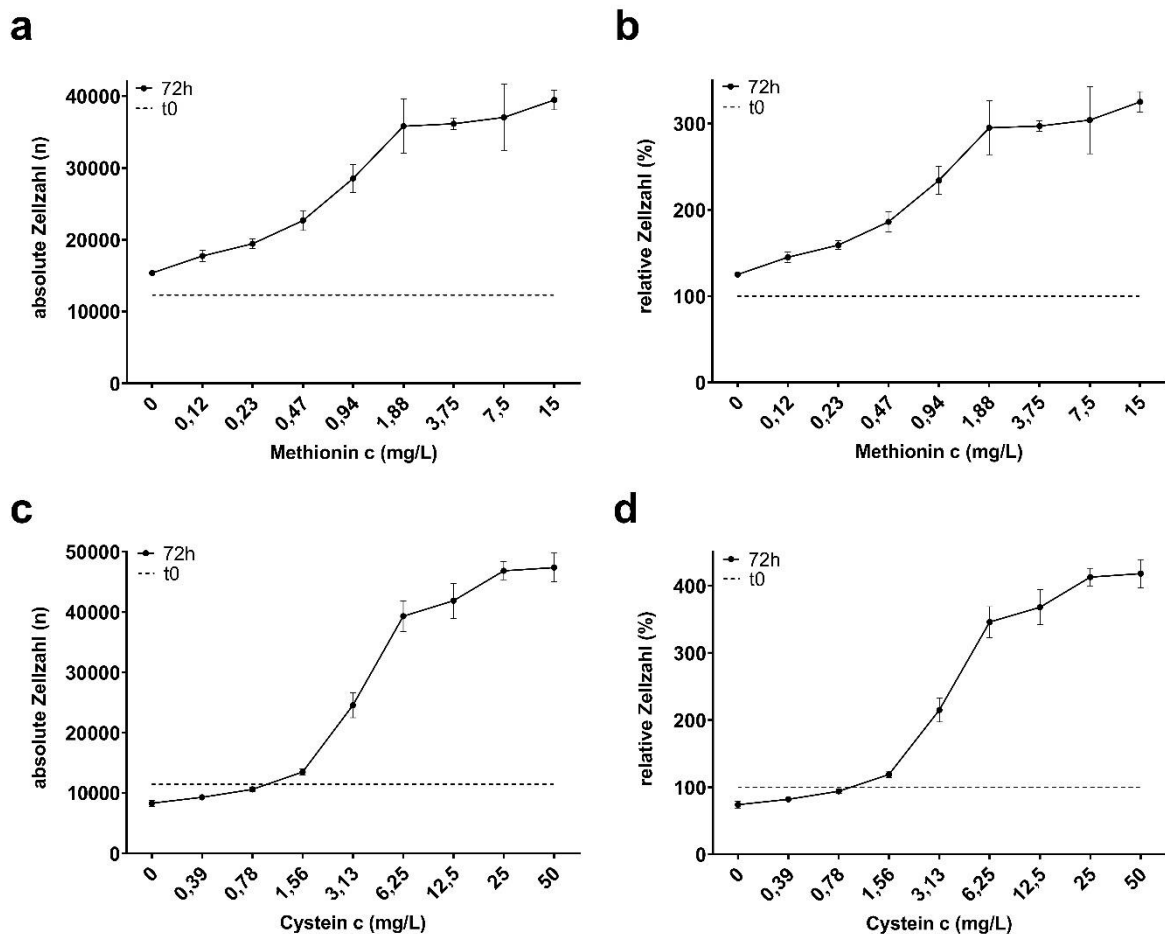 a
72h
t0
absolute Zellzahl (n)
40000
30000
20000
10000
0
0 0,12 0,23 0,47 0,94 1,88 3,75 7,5 15
Methionin c (mg/L)
b
72h
t0
relative Zellzahl (%)
300
200
100
0
0 0,12 0,23 0,47 0,94 1,88 3,75 7,5 15
Methionin c (mg/L)
c
72h
t0
absolute Zellzahl (n)
50000
40000
30000
20000
10000
0
0 0,39 0,78 1,56 3,13 6,25 12,5 25 50
Cystein c (mg/L)
d
72h
t0
relative Zellzahl (%)
400
300
200
100
0
0 0,39 0,78 1,56 3,13 6,25 12,5 25 50
Cystein c (mg/L)